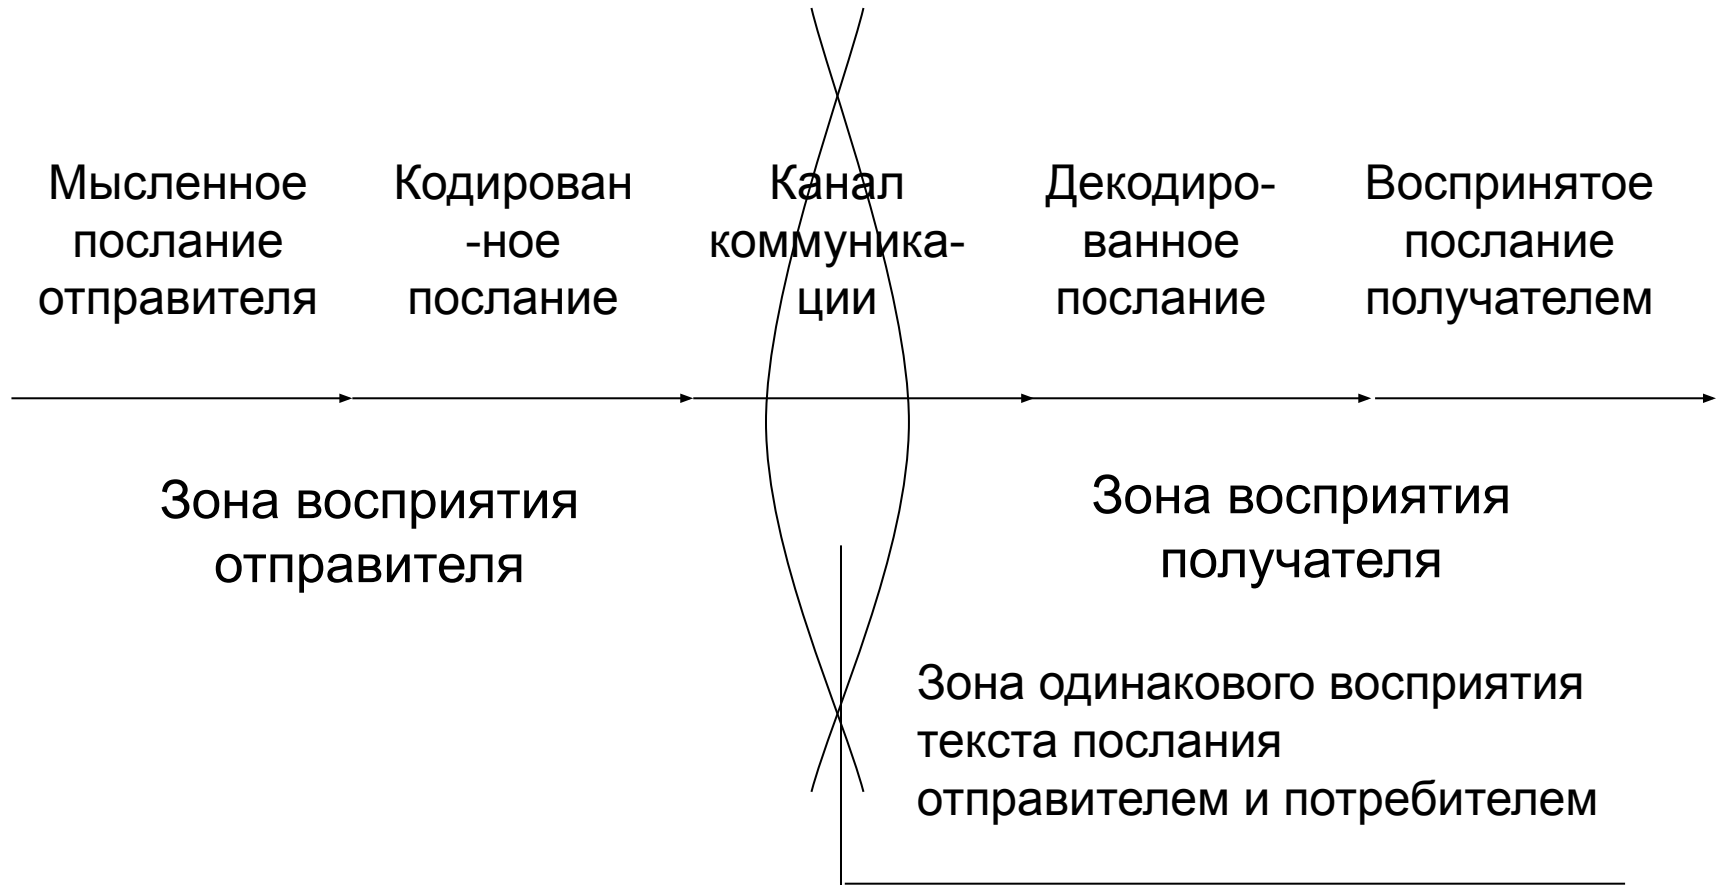 Мысленное
послание
отправителя
Кодирован
-ное
послание
Канал
коммуника-
ции
Декодиро-
ванное
послание
Воспринятое
послание
получателем
Зона восприятия
отправителя
Зона восприятия
получателя
Зона одинакового восприятия
текста послания
отправителем и потребителем